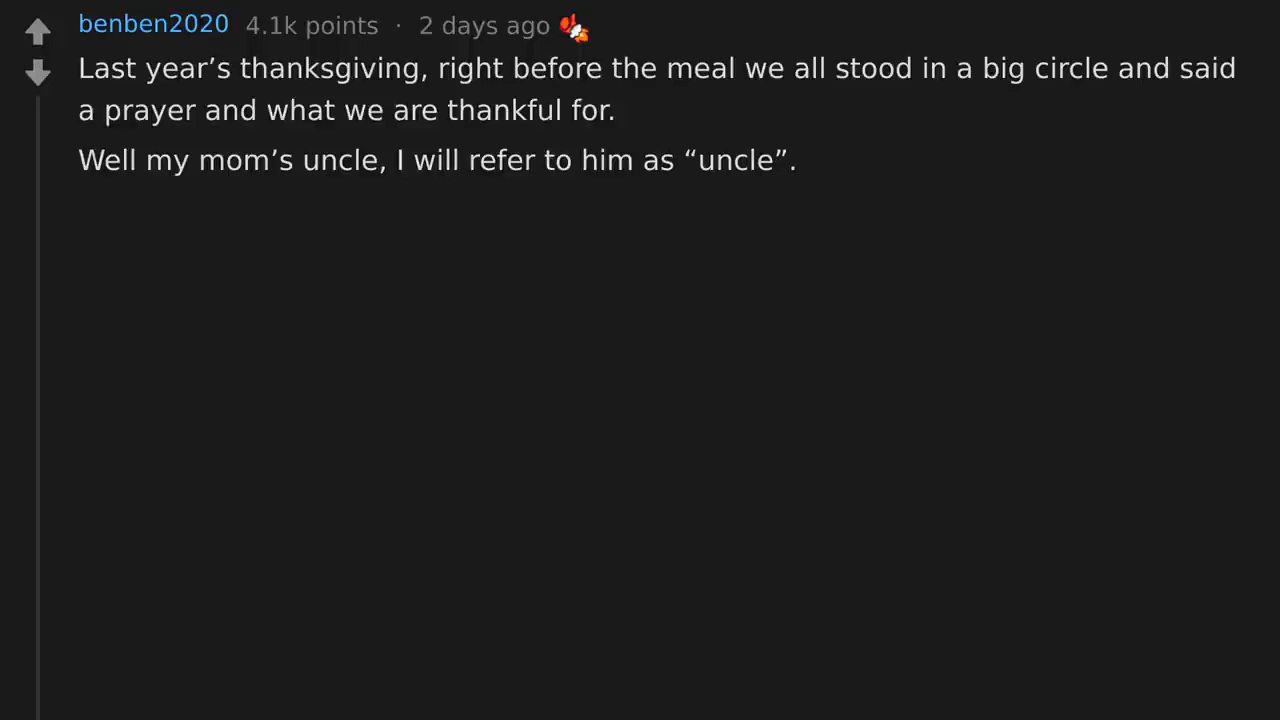 benben2020 4.1k points · 2 days ago
Last year’s thanksgiving, right before the meal we all stood in a big circle and said
a prayer and what we are thankful for.
Well my mom’s uncle, I will refer to him as “uncle”.